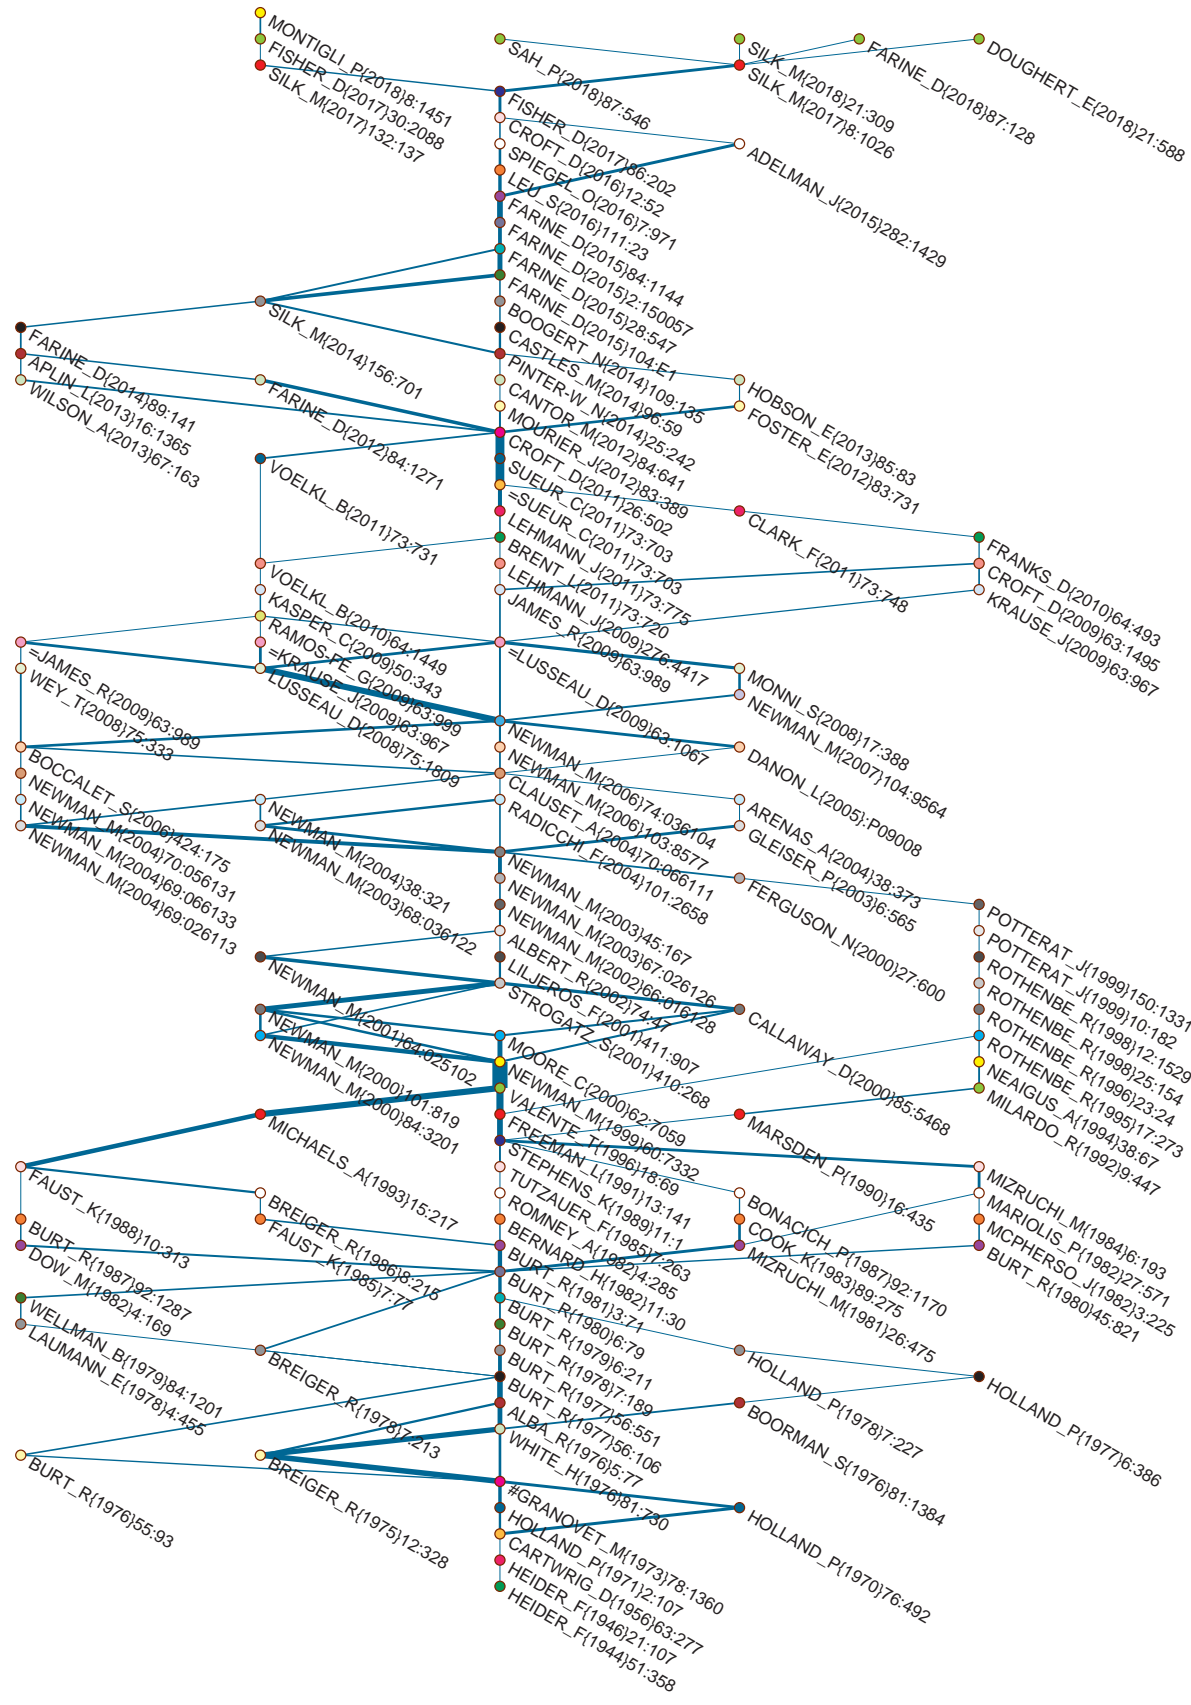 MONTIGLI_P{2018}8:1451
FISHER_D{2017}30:2088
SILK_M{2017}132:137
SAH_P{2018}87:546
SILK_M{2018}21:309
SILK_M{2017}8:1026
FARINE_D{2018}87:128
DOUGHERT_E{2018}21:588
FISHER_D{2017}86:202
CROFT_D{2016}12:52
SPIEGEL_O{2016}7:971
LEU_S{2016}111:23
ADELMAN_J{2015}282:1429
FARINE_D{2015}84:1144
FARINE_D{2015}2:150057
FARINE_D{2015}28:547
FARINE_D{2015}104:E1
BOOGERT_N{2014}109:135
CASTLES_M{2014}96:59
PINTER-W_N{2014}25:242
CANTOR_M{2012}84:641
MOURIER_J{2012}83:389
CROFT_D{2011}26:502
SUEUR_C{2011}73:703
=SUEUR_C{2011}73:703
LEHMANN_J{2011}73:775
BRENT_L{2011}73:720
LEHMANN_J{2009}276:4417
JAMES_R{2009}63:989
=LUSSEAU_D{2009}63:1067
SILK_M{2014}156:701
FARINE_D{2014}89:141
APLIN_L{2013}16:1365
WILSON_A{2013}67:163
FARINE_D{2012}84:1271
HOBSON_E{2013}85:83
FOSTER_E{2012}83:731
VOELKL_B{2011}73:731
CLARK_F{2011}73:748
FRANKS_D{2010}64:493
CROFT_D{2009}63:1495
KRAUSE_J{2009}63:967
VOELKL_B{2010}64:1449
KASPER_C{2009}50:343
RAMOS-FE_G{2009}63:999
=KRAUSE_J{2009}63:967
LUSSEAU_D{2008}75:1809
=JAMES_R{2009}63:989
WEY_T{2008}75:333
MONNI_S{2008}17:388
NEWMAN_M{2007}104:9564
NEWMAN_M{2006}74:036104
NEWMAN_M{2006}103:8577
CLAUSET_A{2004}70:066111
RADICCHI_F{2004}101:2658
BOCCALET_S{2006}424:175
NEWMAN_M{2004}70:056131
NEWMAN_M{2004}69:066133
NEWMAN_M{2004}69:026113
DANON_L{2005}:P09008
NEWMAN_M{2004}38:321
NEWMAN_M{2003}68:036122
ARENAS_A{2004}38:373
GLEISER_P{2003}6:565
NEWMAN_M{2003}45:167
NEWMAN_M{2003}67:026126
NEWMAN_M{2002}66:016128
ALBERT_R{2002}74:47
LILJEROS_F{2001}411:907
STROGATZ_S{2001}410:268
FERGUSON_N{2000}27:600
POTTERAT_J{1999}150:1331
POTTERAT_J{1999}10:182
ROTHENBE_R{1998}12:1529
ROTHENBE_R{1998}25:154
ROTHENBE_R{1996}23:24
ROTHENBE_R{1995}17:273
NEAIGUS_A{1994}38:67
MILARDO_R{1992}9:447
NEWMAN_M{2001}64:025102
NEWMAN_M{2000}101:819
NEWMAN_M{2000}84:3201
CALLAWAY_D{2000}85:5468
MOORE_C{2000}62:7059
NEWMAN_M{1999}60:7332
VALENTE_T{1996}18:69
FREEMAN_L{1991}13:141
STEPHENS_K{1989}11:1
TUTZAUER_F{1985}7:263
ROMNEY_A{1982}4:285
BERNARD_H{1982}11:30
BURT_R{1981}3:71
BURT_R{1980}6:79
BURT_R{1979}6:211
BURT_R{1978}7:189
BURT_R{1977}56:551
BURT_R{1977}56:106
ALBA_R{1976}5:77
WHITE_H{1976}81:730
MICHAELS_A{1993}15:217
MARSDEN_P{1990}16:435
FAUST_K{1988}10:313
BURT_R{1987}92:1287
DOW_M{1982}4:169
BREIGER_R{1986}8:215
FAUST_K{1985}7:77
BONACICH_P{1987}92:1170
COOK_K{1983}89:275
MIZRUCHI_M{1981}26:475
MIZRUCHI_M{1984}6:193
MARIOLIS_P{1982}27:571
MCPHERSO_J{1982}3:225
BURT_R{1980}45:821
WELLMAN_B{1979}84:1201
LAUMANN_E{1978}4:455
BREIGER_R{1978}7:213
HOLLAND_P{1978}7:227
HOLLAND_P{1977}6:386
BOORMAN_S{1976}81:1384
BURT_R{1976}55:93
BREIGER_R{1975}12:328
#GRANOVET_M{1973}78:1360
HOLLAND_P{1971}2:107
CARTWRIG_D{1956}63:277
HEIDER_F{1946}21:107
HEIDER_F{1944}51:358
HOLLAND_P{1970}76:492